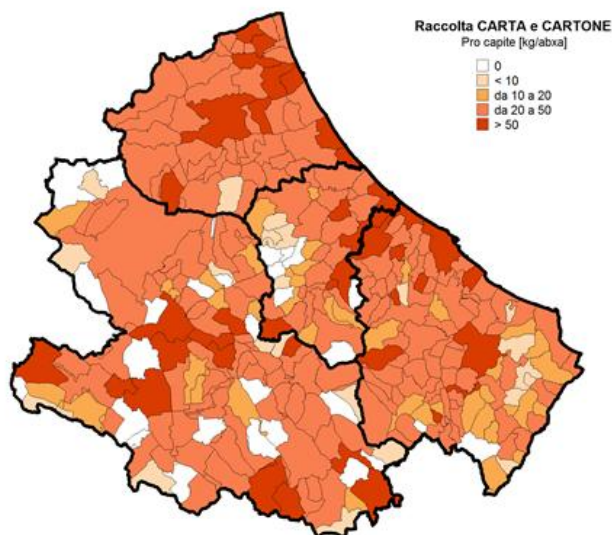 Raccolta CARTA e CARTONE
Pro capite [kg/abxa]
0
< 10
da 10 a 20
da 20 a 50
> 50